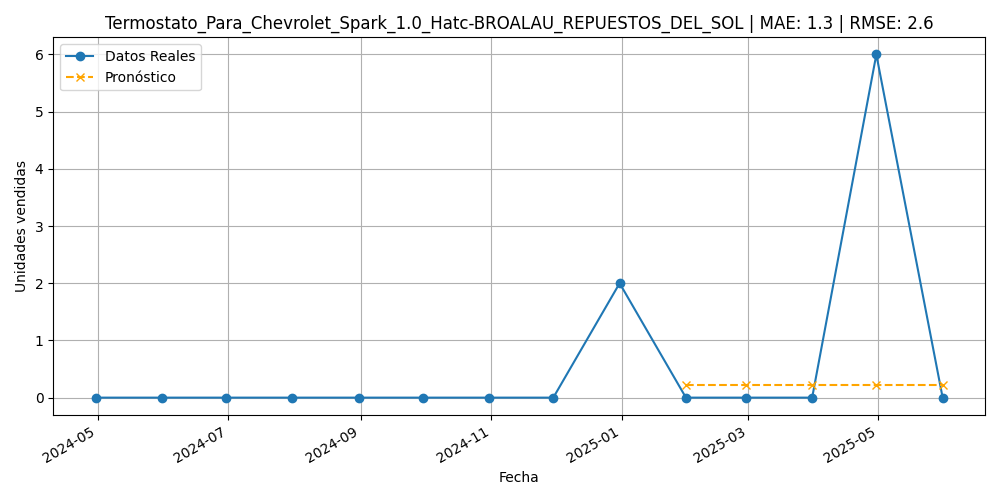 Termostato_Para_Chevrolet_Spark_1.0_Hatc-BROALAU_REPUESTOS_DEL_SOL | MAE: 1.3 | RMSE: 2.6
Datos Reales
Pronóstico
Unidades vendidas
6
5
4
3
2
1
0
2024-05
2024-07
2024-09
2024-11
2025-01
2025-03
2025-05
Fecha